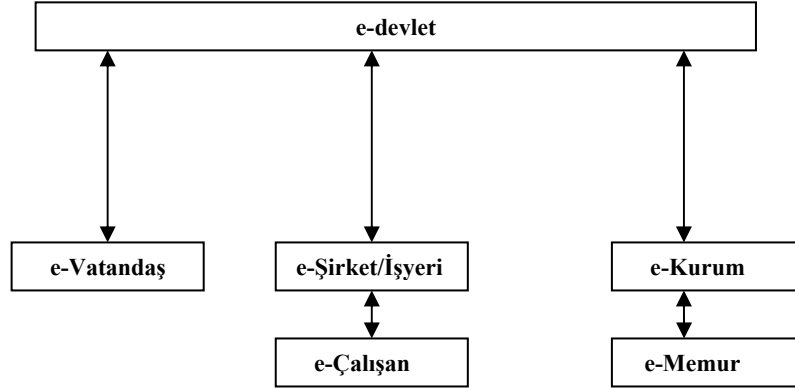 e-devlet
e-Vatandaş
e-Şirket/İşyeri
e-Kurum
e-Çalışan
e-Memur